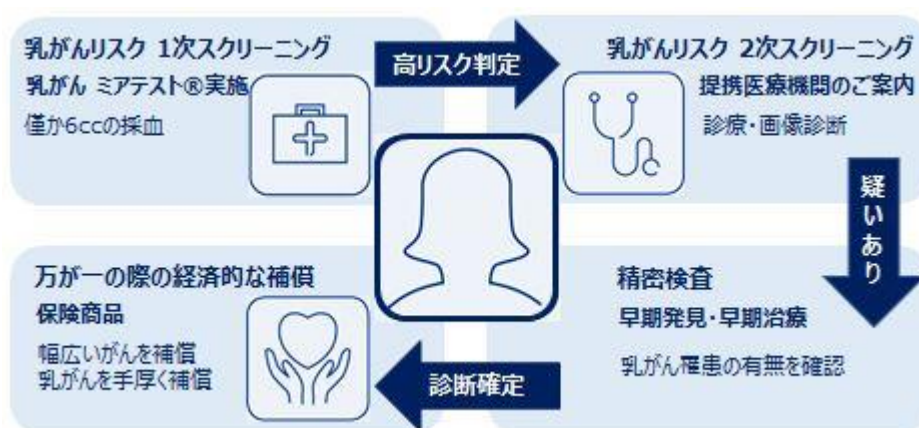 乳がんリスク 1次スクリーニング
乳がん ミアテスト®実施
僅か6ccの採血
高リスク判定
乳がんリスク 2次スクリーニング
提携医療機関のご案内
診療・画像診断
疑いあり
精密検査
早期発見・早期治療
乳がん罹患の有無を確認
診断確定
万が一の際の経済的な補償
保険商品
幅広いがんを補償
乳がんを手厚く補償